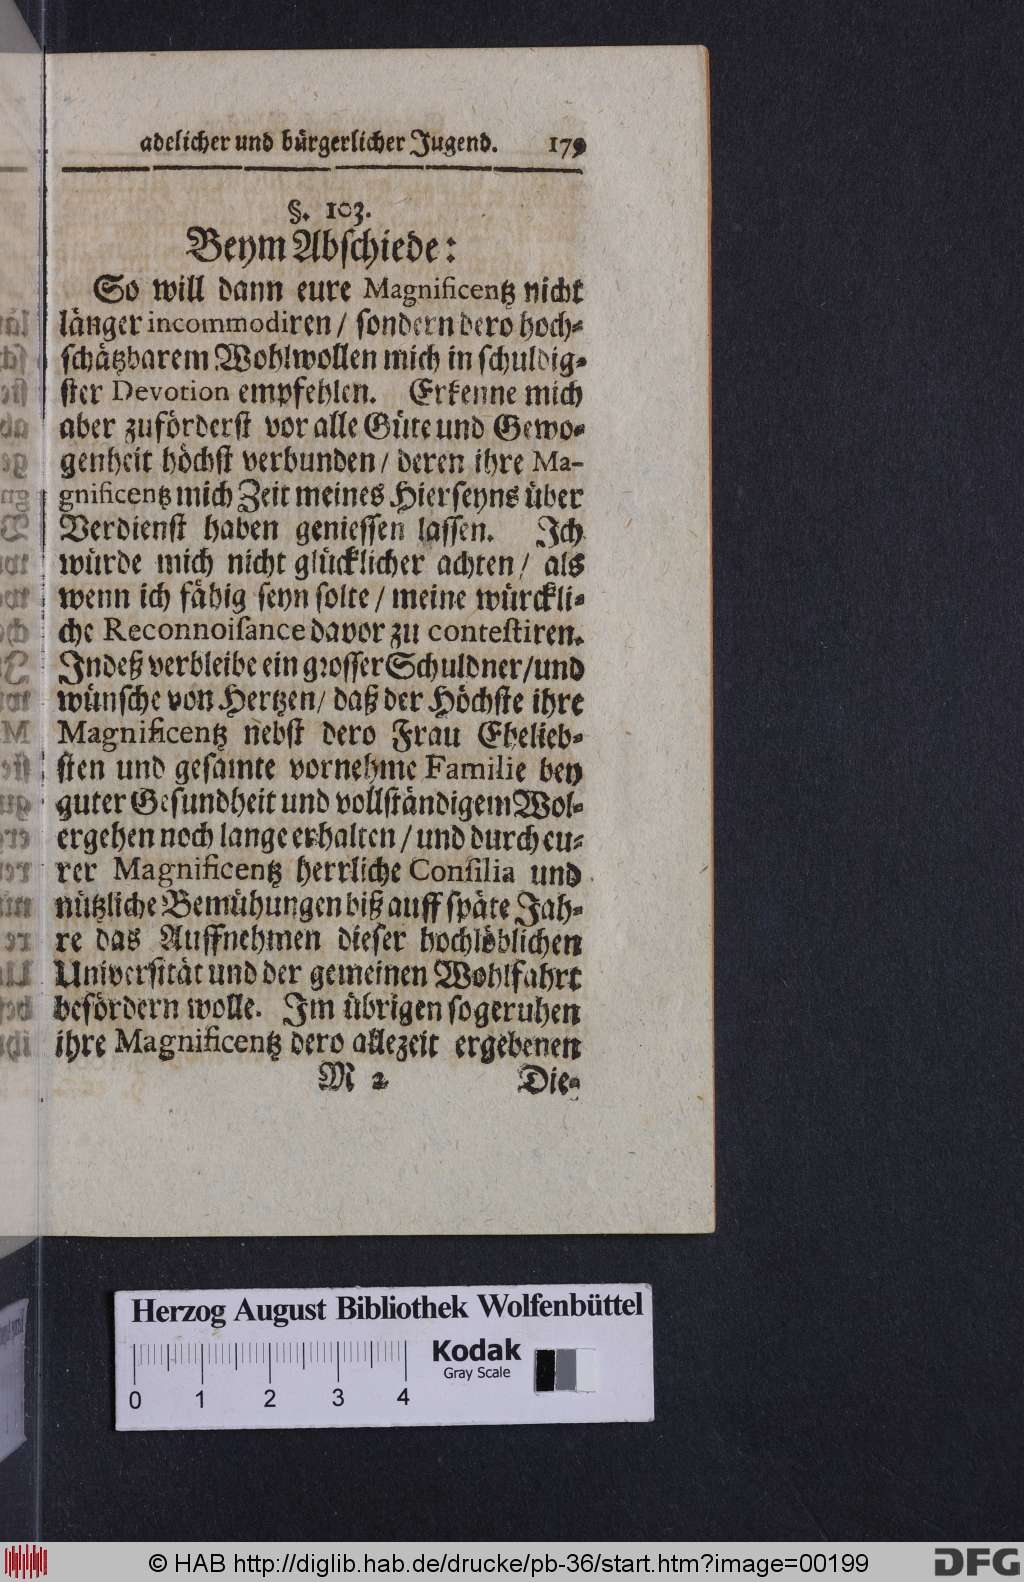 adelicher und bürgerlicher Jugend. 179
§. 103.
Beym Abschiede:
So will dann eure Magnificentz nicht
länger incommodiren / sondern dero hoch-
schätzbarem Wohlwollen mich in schuldig-
ster Devotion empfehlen. Erkenne mich
aber zuförderst vor alle Güte und Gewo-
genheit höchst verbunden / deren ihre Ma-
gnificentz mich Zeit meines Hierseyns über
Verdienst haben geniessen lassen. Ich
würde mich nicht glücklicher achten / als
wenn ich fähig seyn solte / meine würckli-
che Reconnoisance davor zu contestiren.
Indeß verbleibe ein grosser Schuldner / und
wünsche von Hertzen / daß der Höchste ihre
Magnificentz nebst dero Frau Ehelieb-
sten und gesamte vornehme Familie bey
guter Gesundheit und vollständigem Wol-
ergehen noch lange erhalten / und durch eu-
rer Magnificentz herrliche Consilia und
nützliche Bemühungen biß auff späte Jah-
re das Auffnehmen dieser hochlöblichen
Universität und der gemeinen Wohlfahrt
befördern wolle. Im übrigen so geruhen
ihre Magnificentz dero allezeit ergebenen
M 2 Die-
Herzog August Bibliothek Wolfenbüttel
Kodak
Gray Scale
0 1 2 3 4
© HAB http://diglib.hab.de/drucke/pb-36/start.htm?image=00199
DFG